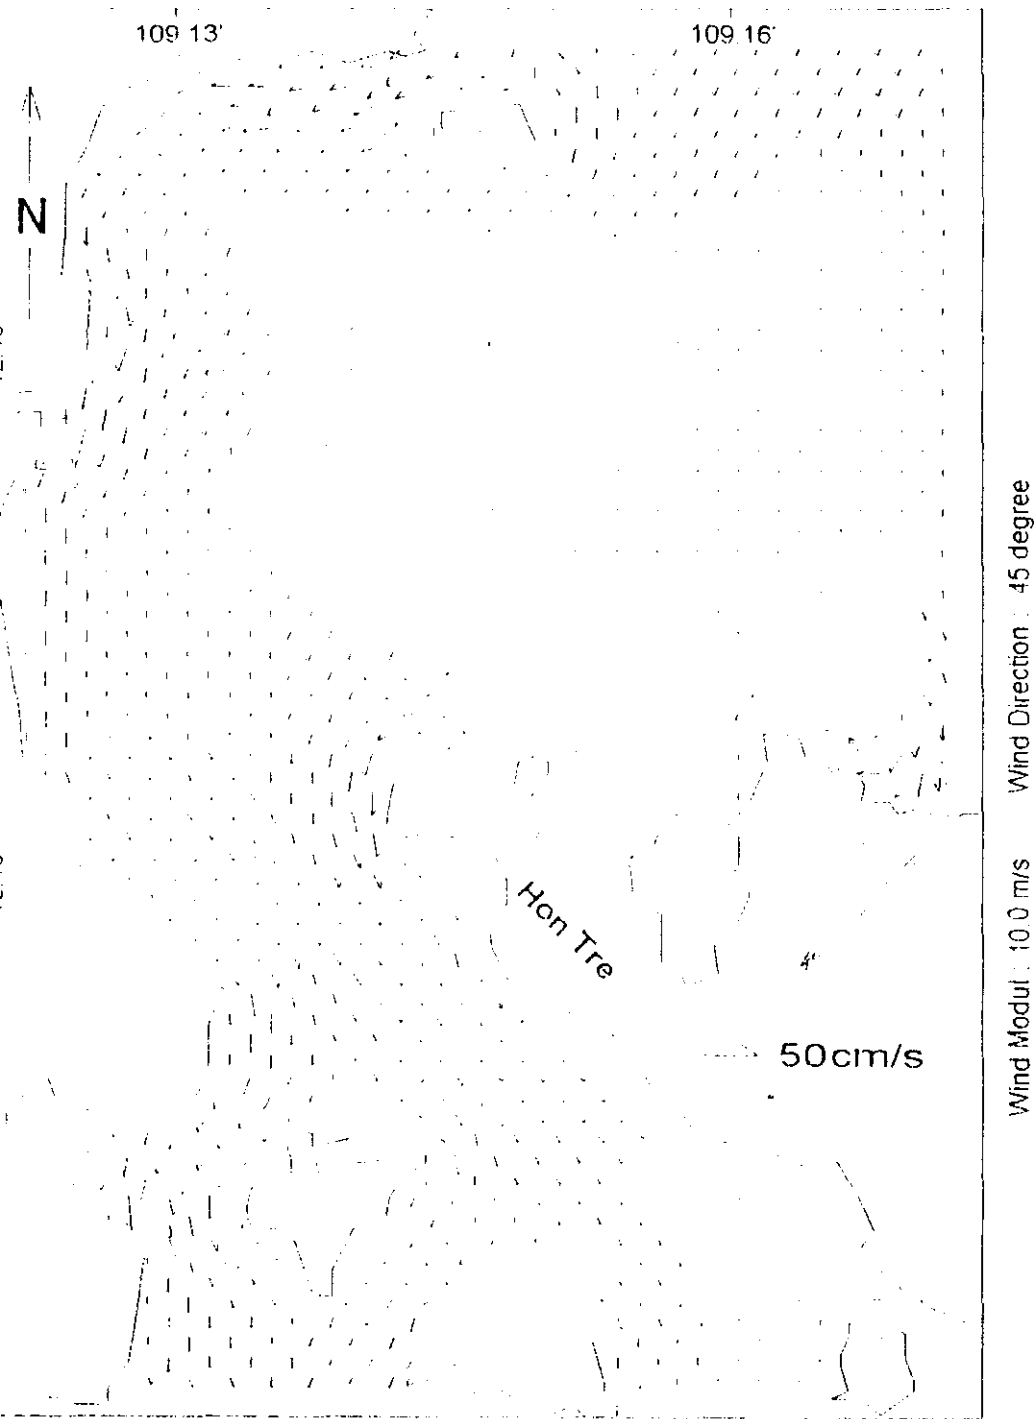 109 13'
109 16'
N
Hon Tre
50cm/s
Wind Modul : 10.0 m/s Wind Direction : 45 degree